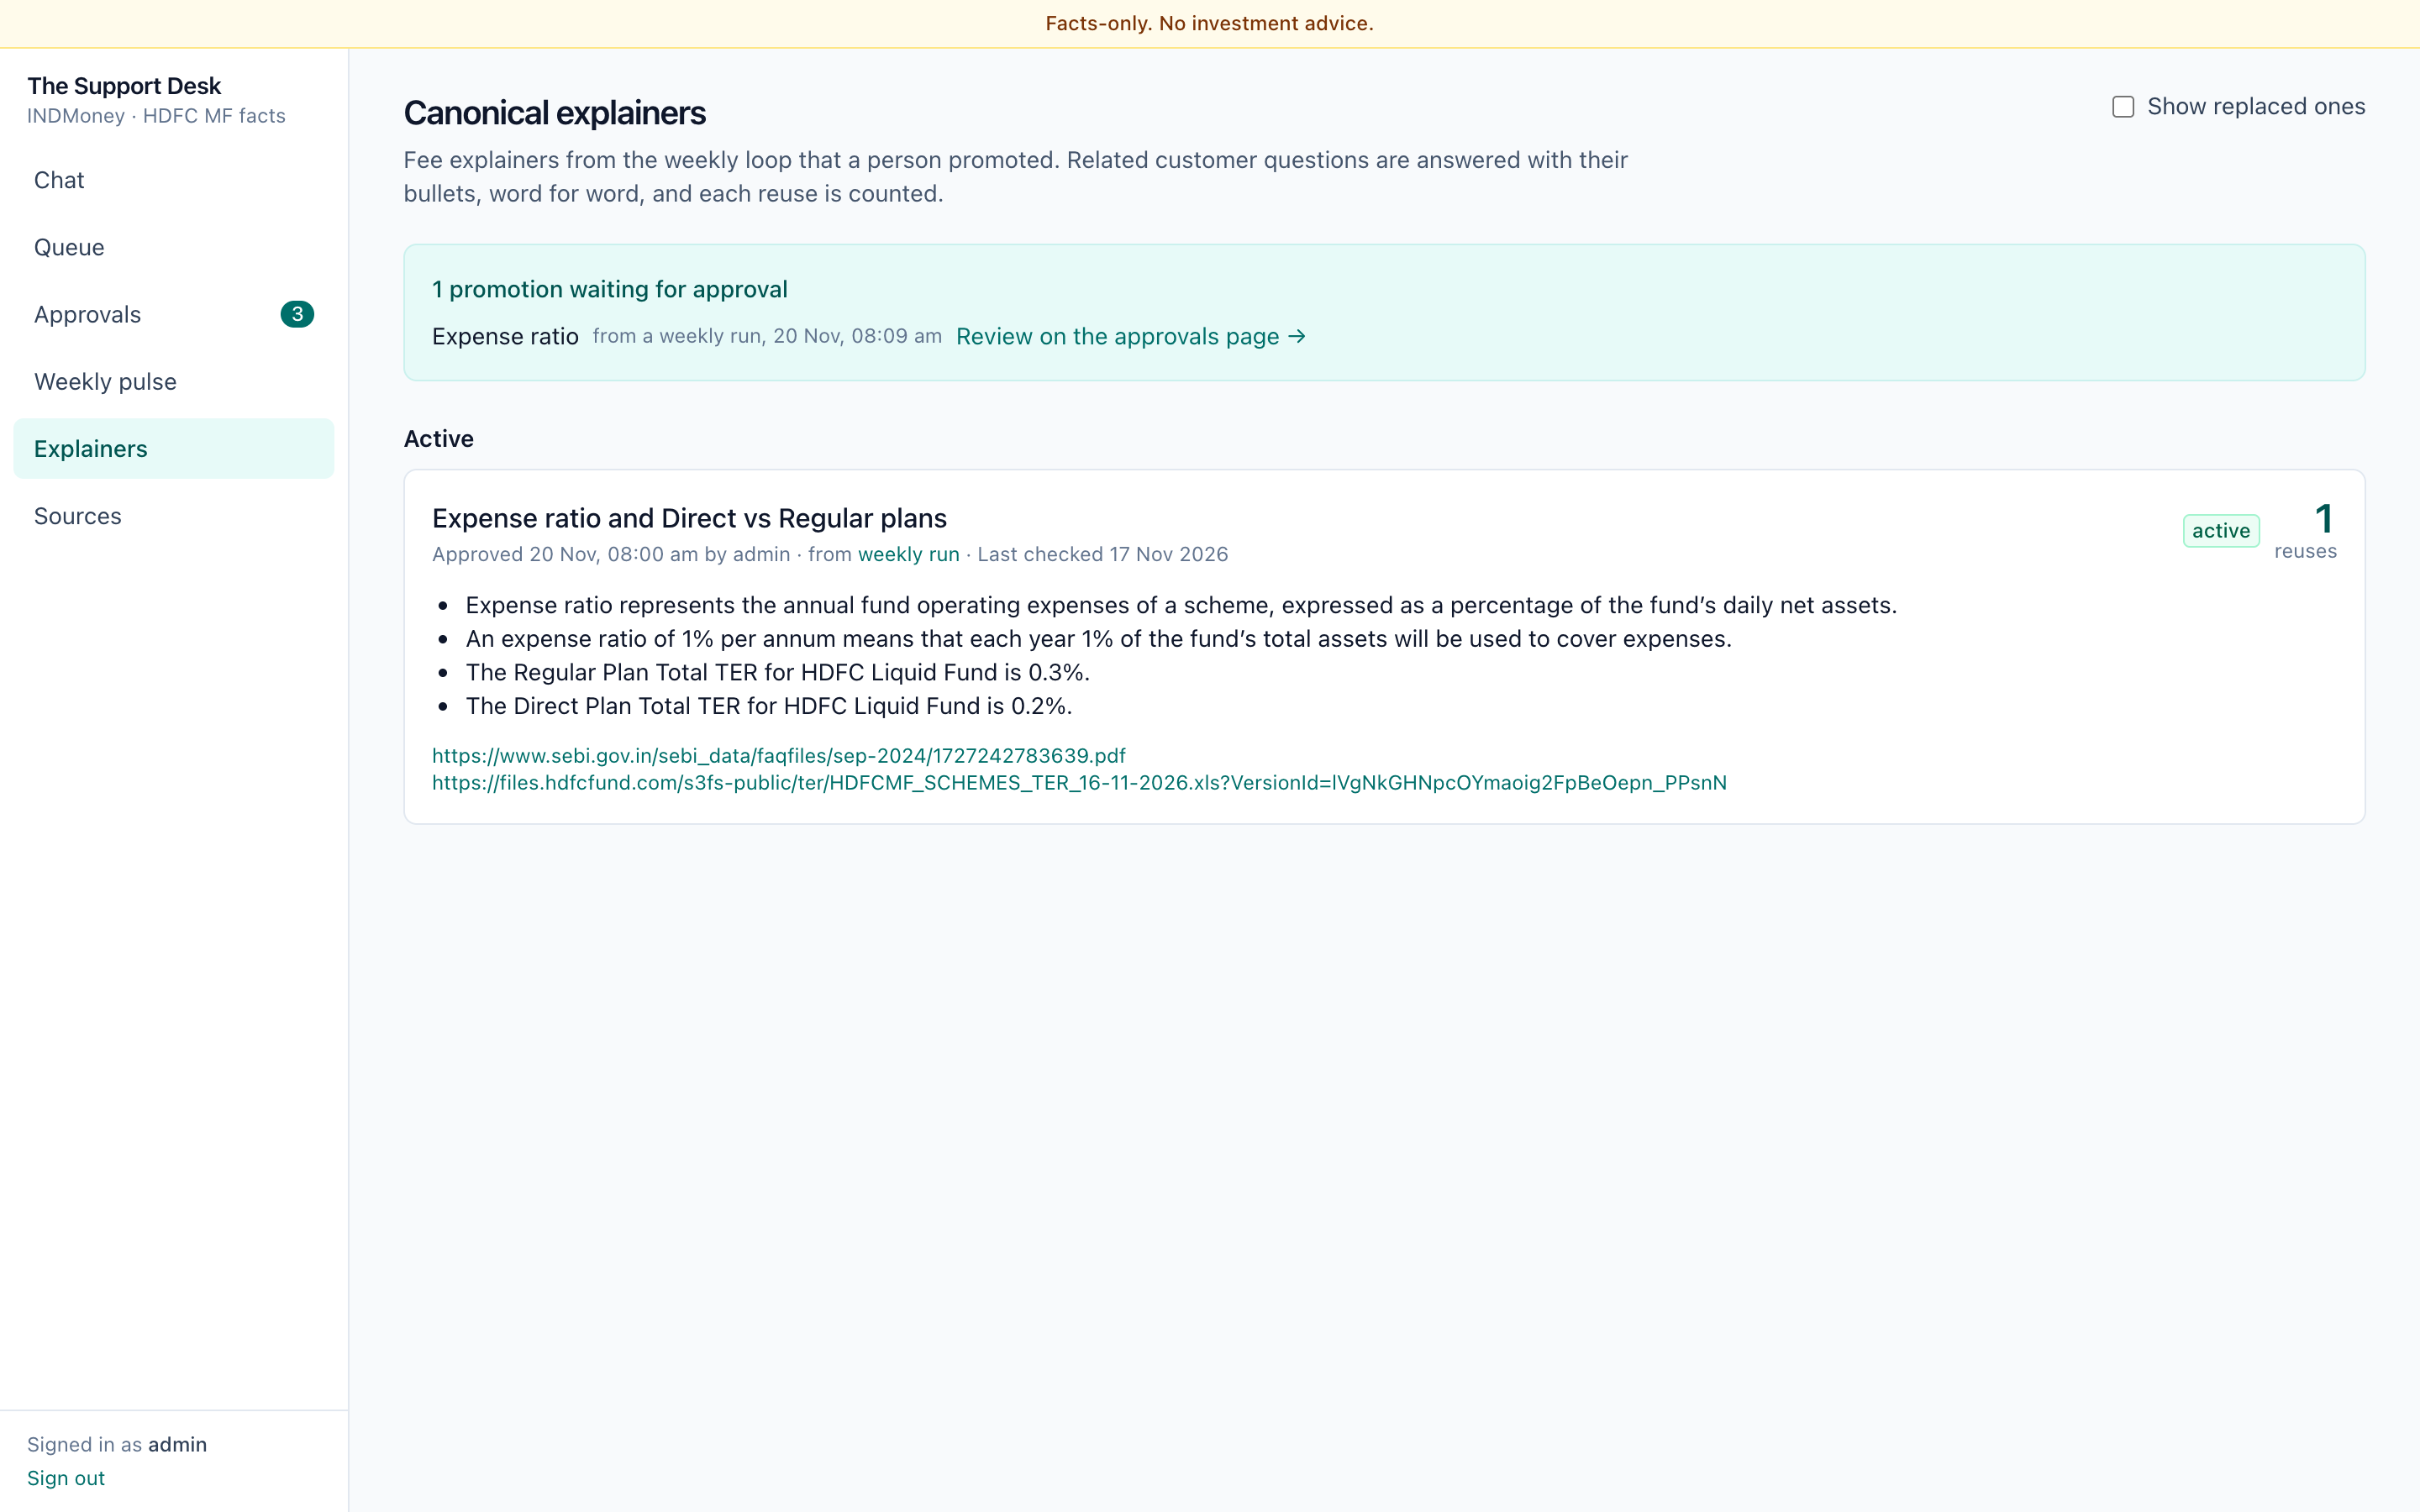 Facts-only. No investment advice.
The Support Desk
INDMoney · HDFC MF facts
Chat
Queue
Approvals 3
Weekly pulse
Explainers
Sources
Signed in as admin
Sign out
Canonical explainers
Show replaced ones
Fee explainers from the weekly loop that a person promoted. Related customer questions are answered with their
bullets, word for word, and each reuse is counted.
1 promotion waiting for approval
Expense ratio from a weekly run, 20 Nov, 08:09 am Review on the approvals page →
Active
Expense ratio and Direct vs Regular plans
Approved 20 Nov, 08:00 am by admin · from weekly run · Last checked 17 Nov 2026
active
1
reuses
• Expense ratio represents the annual fund operating expenses of a scheme, expressed as a percentage of the fund’s daily net assets.
• An expense ratio of 1% per annum means that each year 1% of the fund’s total assets will be used to cover expenses.
• The Regular Plan Total TER for HDFC Liquid Fund is 0.3%.
• The Direct Plan Total TER for HDFC Liquid Fund is 0.2%.
https://www.sebi.gov.in/sebi_data/faqfiles/sep-2024/1727242783639.pdf
https://files.hdfcfund.com/s3fs-public/ter/HDFCMF_SCHEMES_TER_16-11-2026.xls?VersionId=lVgNkGHNpcOYmaoig2FpBeOepn_PPsnN